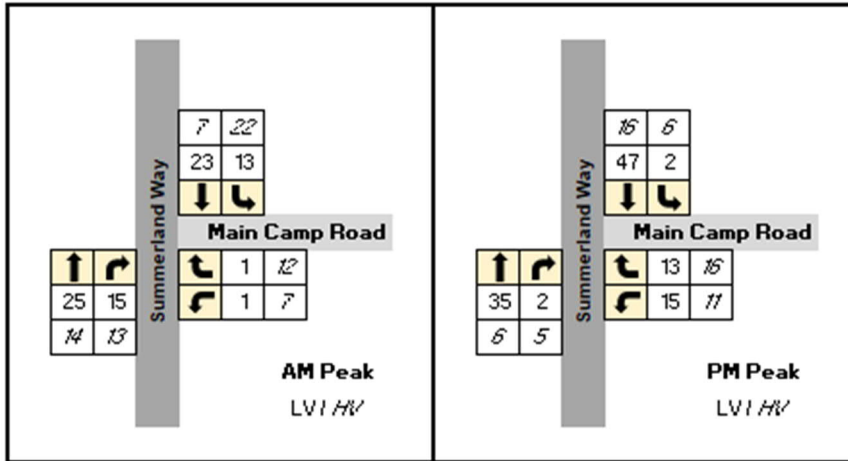 7 22
23 13
Summerland Way
Main Camp Road
25 15
1 12
14 13
1 7
AM Peak
LV / HV
16 6
47 2
Summerland Way
Main Camp Road
35 2
13 16
6 5
15 11
PM Peak
LV / HV